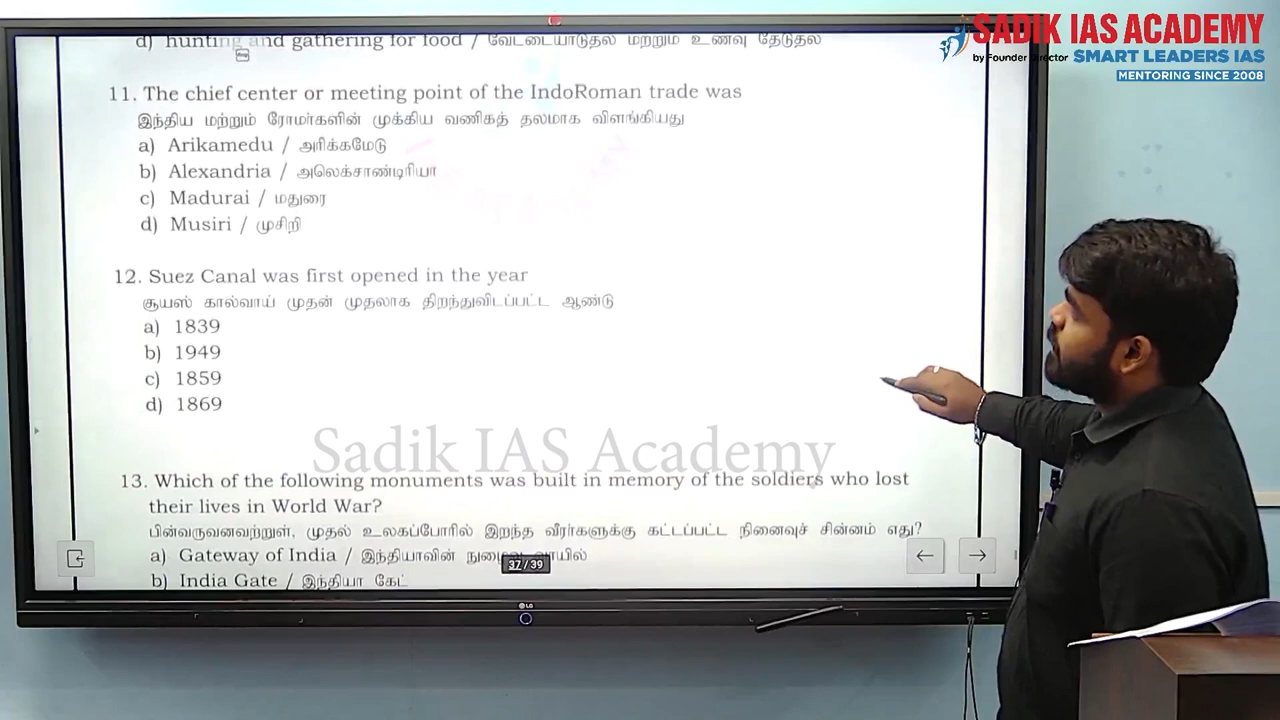 SADIK IAS ACADEMY
by Founder Director SMART LEADERS IAS
MENTORING SINCE 2008
d) hunting and gathering for food / வேட்டையாடுதல் மற்றும் உணவு தேடுதல்
11. The chief center or meeting point of the IndoRoman trade was
இந்திய மற்றும் ரோமர்களின் முக்கிய வணிகத் தலமாக விளங்கியது
a) Arikamedu / அரிக்கமேடு
b) Alexandria / அலெக்சாண்டிரியா
c) Madurai / மதுரை
d) Musiri / முசிறி
12. Suez Canal was first opened in the year
சூயஸ் கால்வாய் முதன் முதலாக திறந்துவிடப்பட்ட ஆண்டு
a) 1839
b) 1949
c) 1859
d) 1869
Sadik IAS Academy
13. Which of the following monuments was built in memory of the soldiers who lost
their lives in World War?
பின்வருவனவற்றுள், முதல் உலகப்போரில் இறந்த வீரர்களுக்கு கட்டப்பட்ட நினைவுச் சின்னம் எது?
a) Gateway of India / இந்தியாவின்
37 / 39
b) India Gate / இந்தியா கேட்
LG